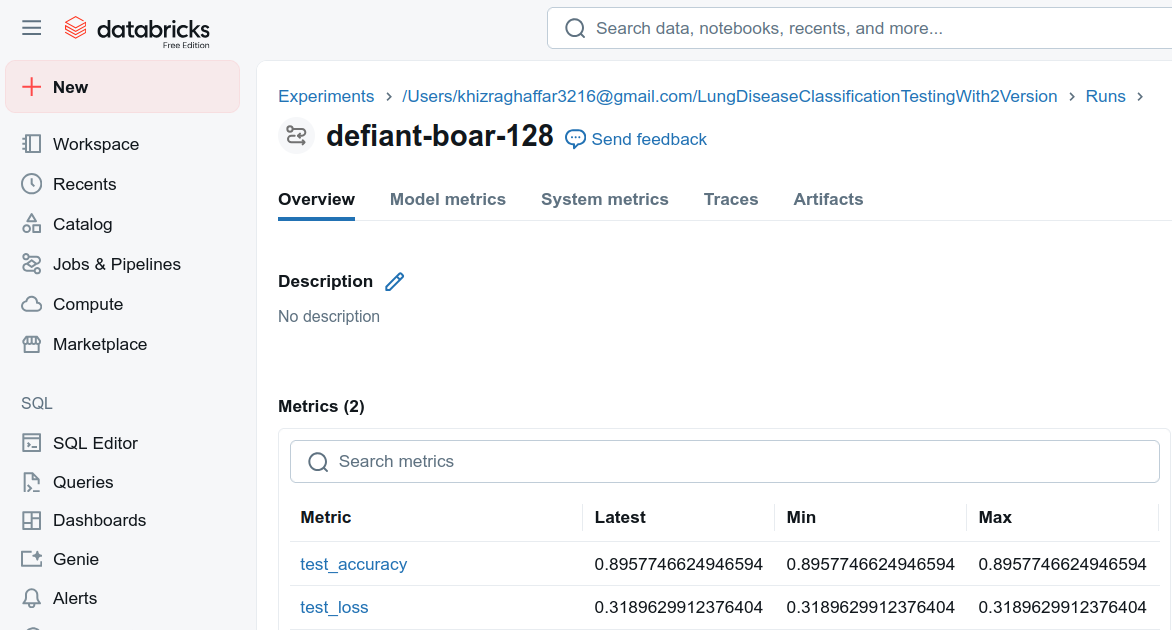 databricks
Free Edition
Search data, notebooks, recents, and more...
New
Workspace
Recents
Catalog
Jobs & Pipelines
Compute
Marketplace
SQL
SQL Editor
Queries
Dashboards
Genie
Alerts
Experiments > /Users/khizraghaffar3216@gmail.com/LungDiseaseClassificationTestingWith2Version > Runs >
defiant-boar-128 Send feedback
Overview Model metrics System metrics Traces Artifacts
Description
No description
Metrics (2)
Search metrics
Metric Latest Min Max
test_accuracy 0.8957746624946594 0.8957746624946594 0.8957746624946594
test_loss 0.3189629912376404 0.3189629912376404 0.3189629912376404